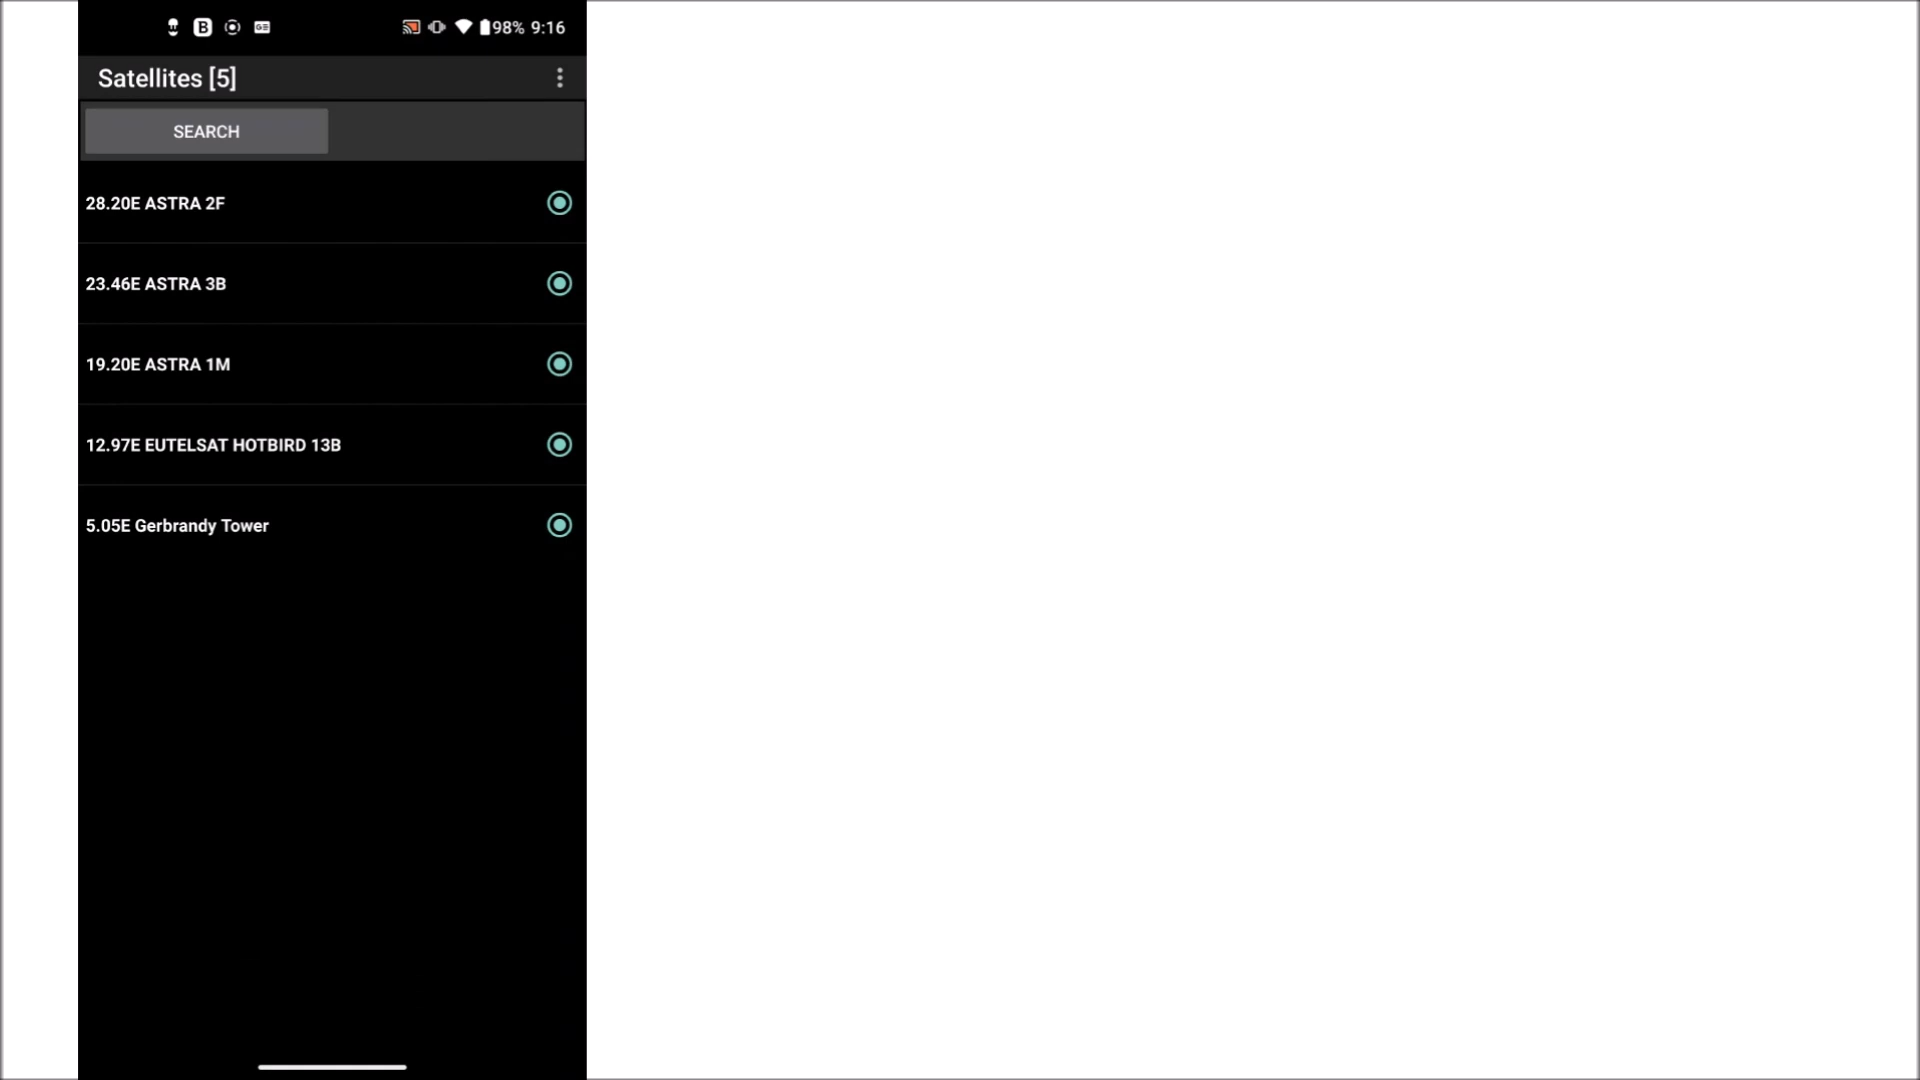 B GE 98% 9:16
Satellites [5]
SEARCH
28.20E ASTRA 2F
23.46E ASTRA 3B
19.20E ASTRA 1M
12.97E EUTELSAT HOTBIRD 13B
5.05E Gerbrandy Tower